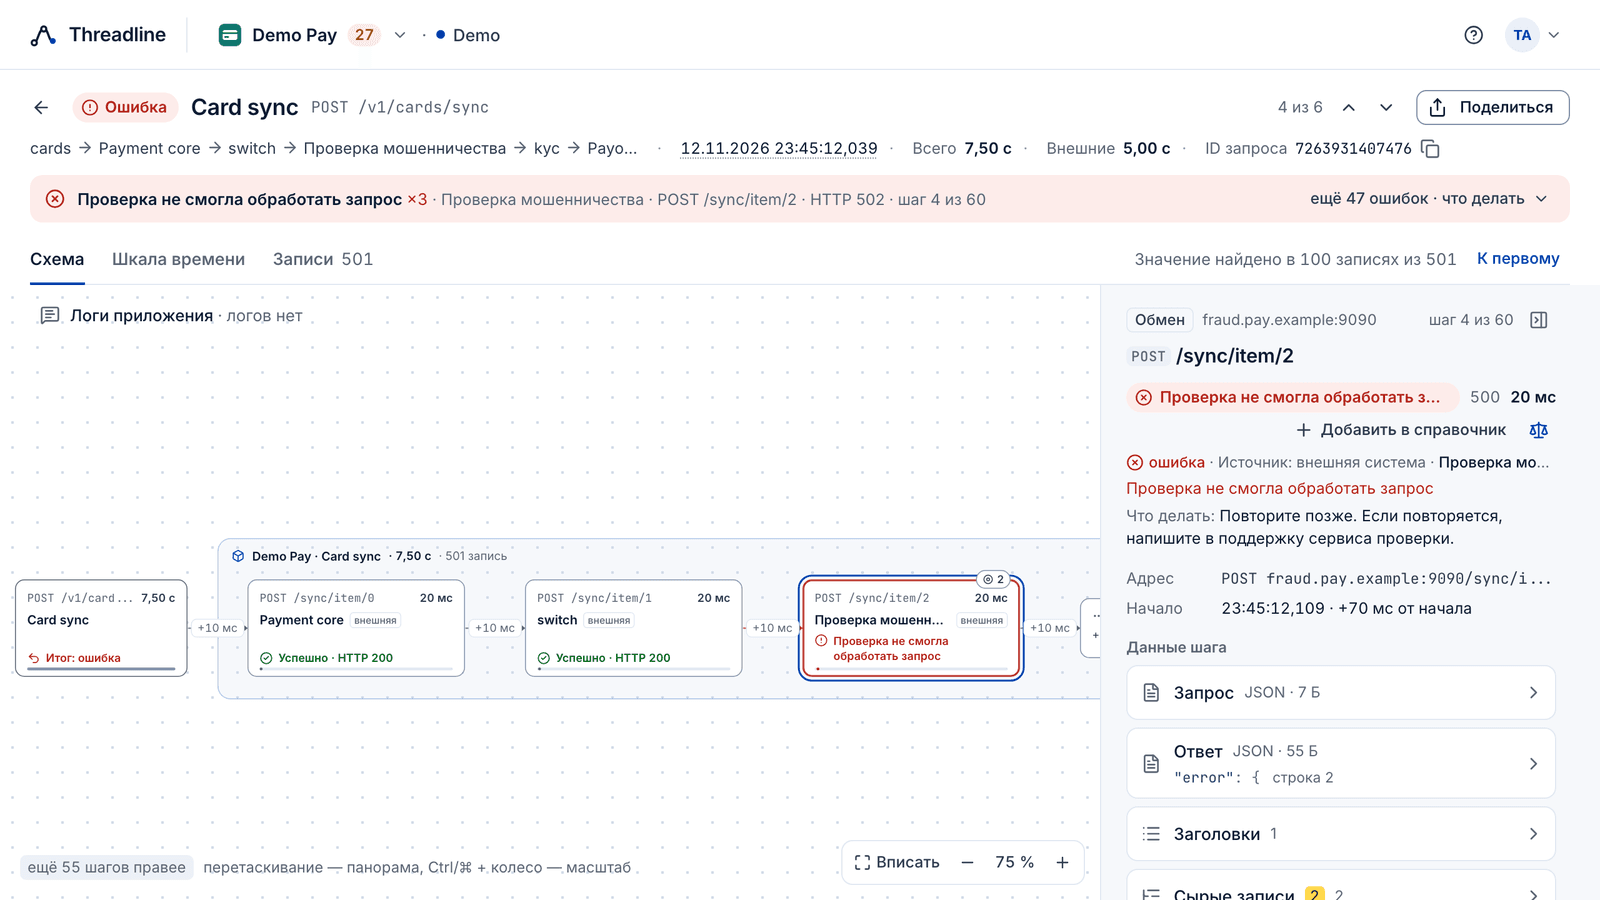 Threadline
Demo Pay 27 · Demo
TA
Ошибка Card sync POST /v1/cards/sync
4 из 6
Поделиться
cards → Payment core → switch → Проверка мошенничества → kyc → Payo... · 12.11.2026 23:45:12,039 · Всего 7,50 с · Внешние 5,00 с · ID запроса 7263931407476
Проверка не смогла обработать запрос ×3 · Проверка мошенничества · POST /sync/item/2 · HTTP 502 · шаг 4 из 60
ещё 47 ошибок · что делать
Схема
Шкала времени
Записи 501
Значение найдено в 100 записях из 501
К первому
Логи приложения · логов нет
Demo Pay · Card sync · 7,50 с · 501 запись
POST /v1/card... 7,50 с
Card sync
Итог: ошибка
+10 мс
POST /sync/item/0 20 мс
Payment core внешняя
Успешно · HTTP 200
+10 мс
POST /sync/item/1 20 мс
switch внешняя
Успешно · HTTP 200
+10 мс
2
POST /sync/item/2 20 мс
Проверка мошенн... внешняя
Проверка не смогла
обработать запрос
+10 мс
ещё 55 шагов правее
перетаскивание — панорама, Ctrl/⌘ + колесо — масштаб
Вписать − 75 % +
Обмен fraud.pay.example:9090 шаг 4 из 60
POST /sync/item/2
Проверка не смогла обработать з... 500 20 мс
+ Добавить в справочник
ошибка · Источник: внешняя система · Проверка мо...
Проверка не смогла обработать запрос
Что делать: Повторите позже. Если повторяется,
напишите в поддержку сервиса проверки.
Адрес POST fraud.pay.example:9090/sync/i...
Начало 23:45:12,109 · +70 мс от начала
Данные шага
Запрос JSON · 7 Б
Ответ JSON · 55 Б
"error": { строка 2
Заголовки 1
Сырые записи 2 2